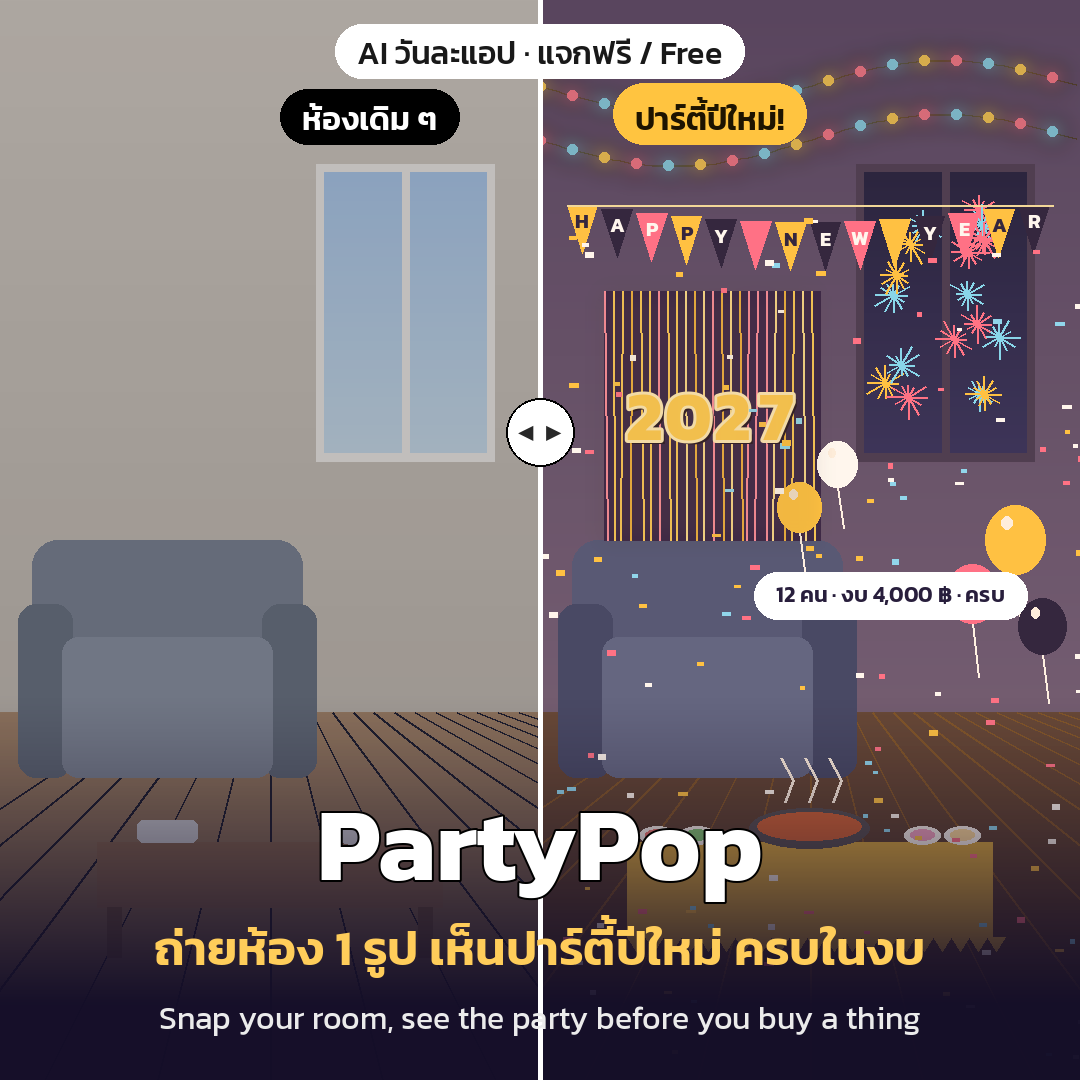 AI วันละแอป · แจกฟรี / Free
ห้องเดิม ๆ
ปาร์ตี้ปีใหม่!
HAPPY NEW YEAR
2027
12 คน · งบ 4,000 ฿ · ครบ
PartyPop
ถ่ายห้อง 1 รูป เห็นปาร์ตี้ปีใหม่ ครบในงบ
Snap your room, see the party before you buy a thing